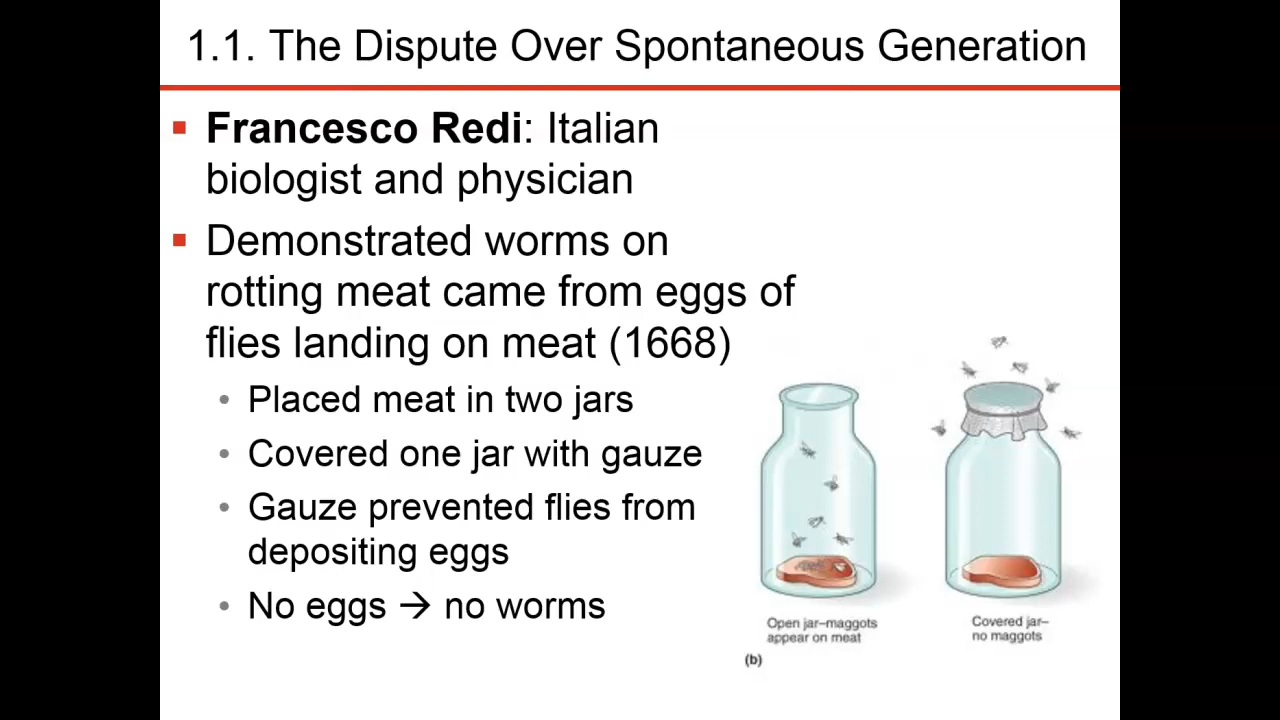 1.1. The Dispute Over Spontaneous Generation
▪ Francesco Redi: Italian
biologist and physician
▪ Demonstrated worms on
rotting meat came from eggs of
flies landing on meat (1668)
• Placed meat in two jars
• Covered one jar with gauze
• Gauze prevented flies from
depositing eggs
• No eggs → no worms
Open jar–maggots
appear on meat
Covered jar–
no maggots
(b)